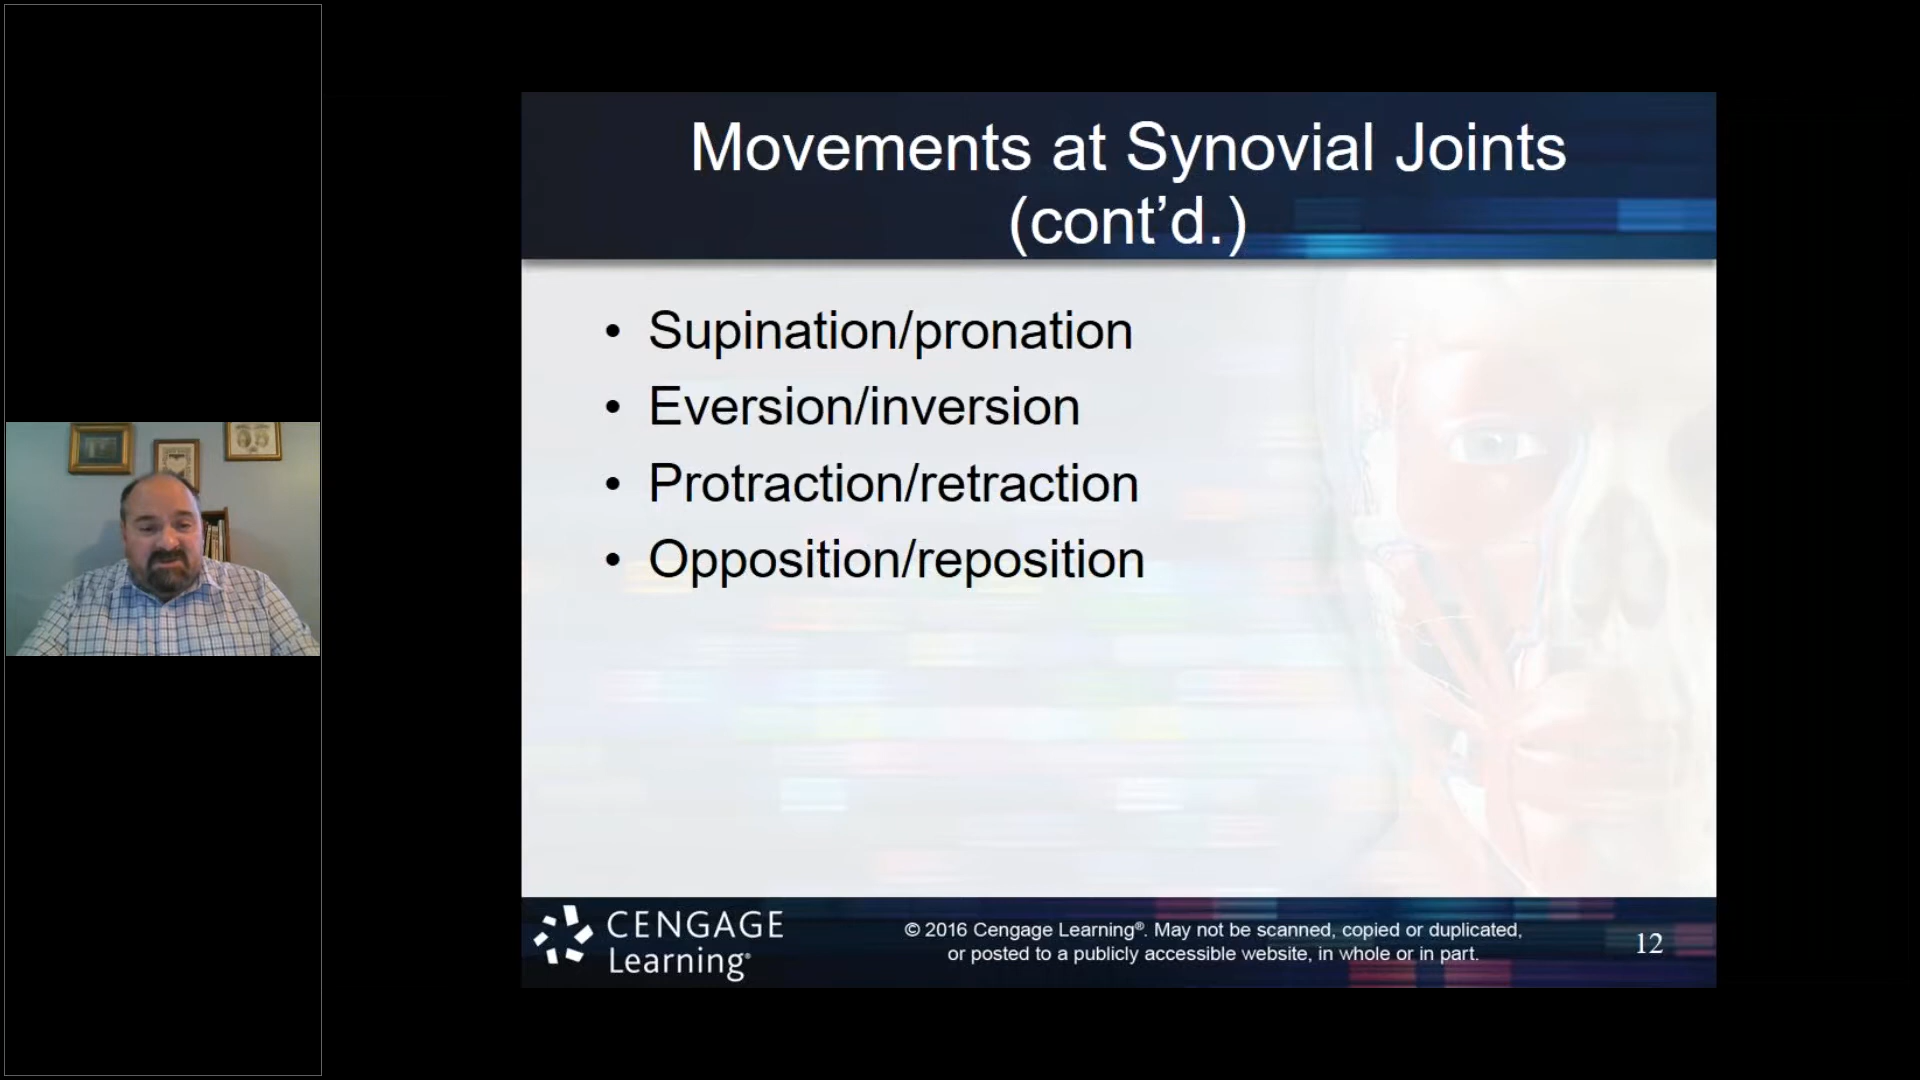 Movements at Synovial Joints
(cont’d.)
• Supination/pronation
• Eversion/inversion
• Protraction/retraction
• Opposition/reposition
CENGAGE
Learning®
© 2016 Cengage Learning®. May not be scanned, copied or duplicated,
or posted to a publicly accessible website, in whole or in part.
12